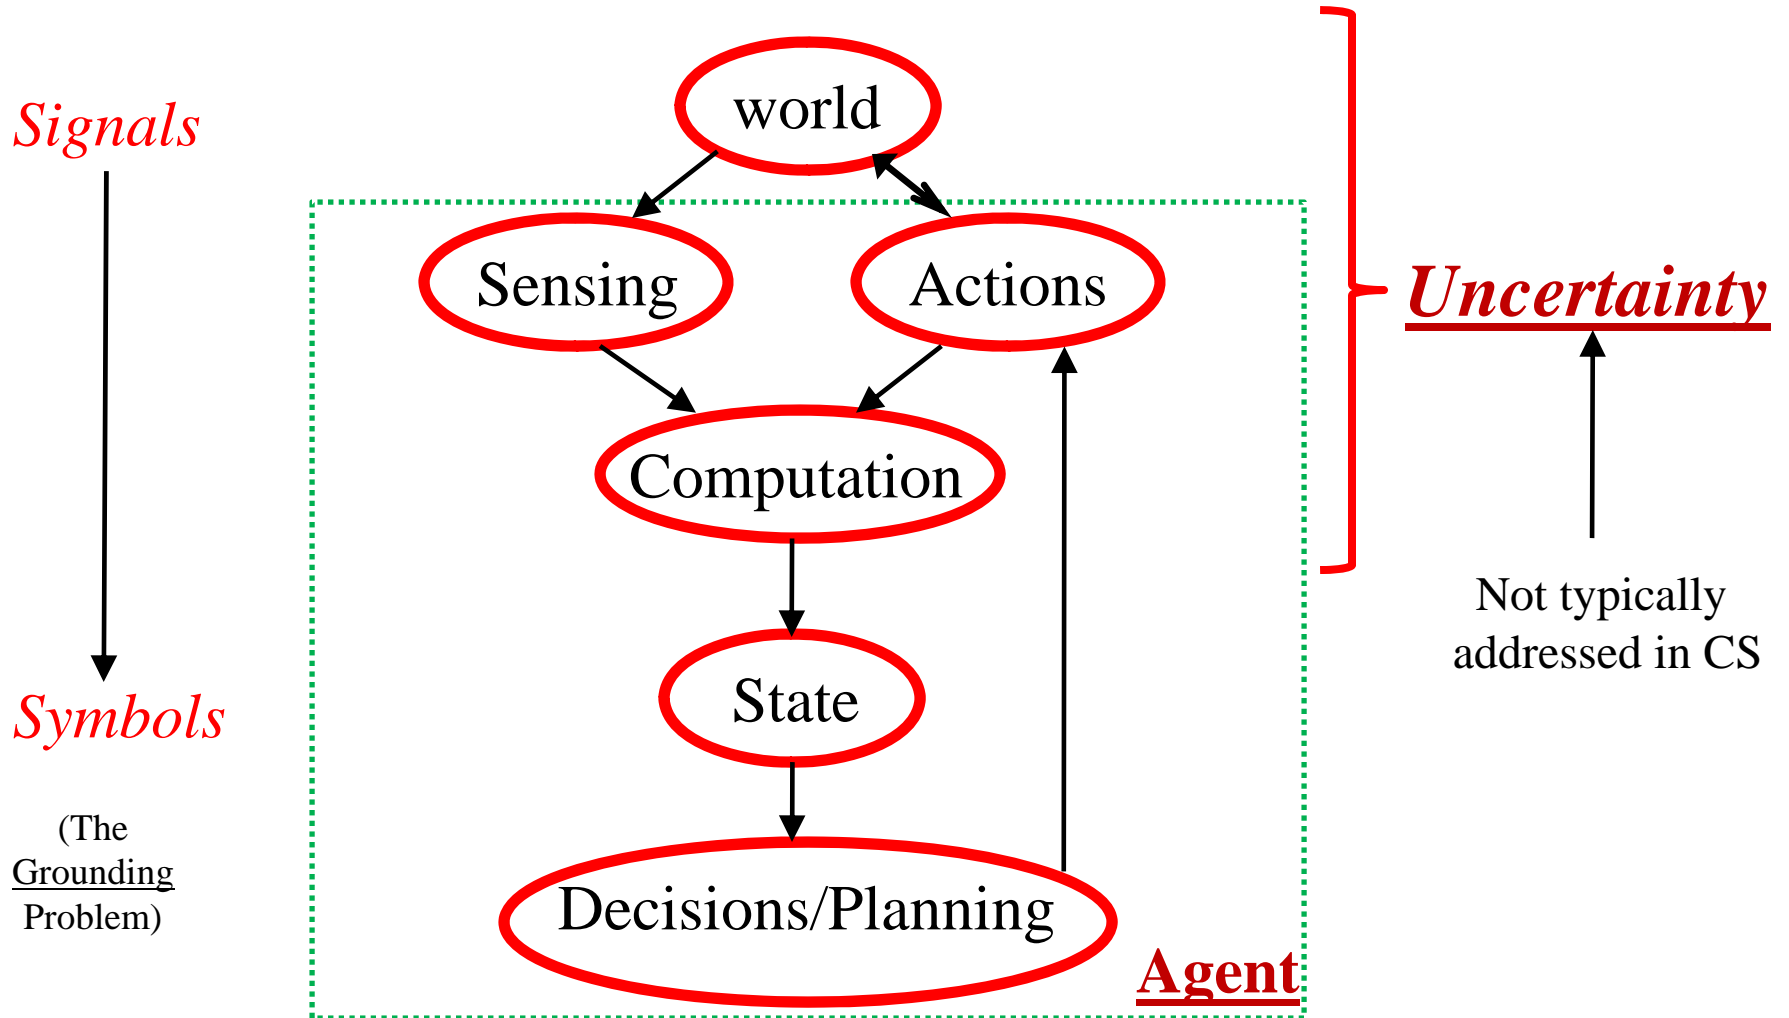 world
Signals
Sensing
Actions
Uncertainty
Computation
Not typically
addressed in CS
State
Symbols
(The
Grounding
Problem)
Decisions/Planning
Agent